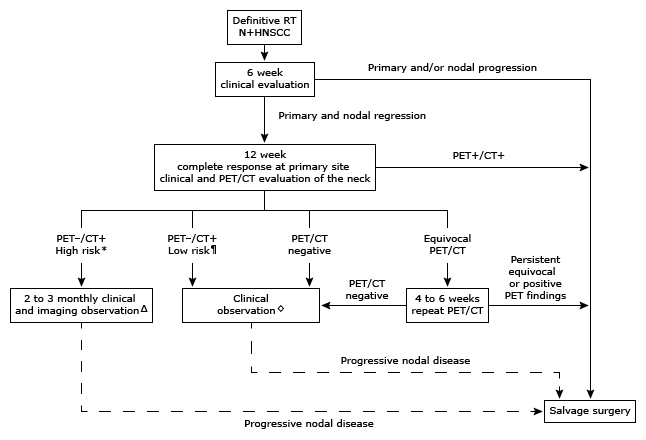 Definitive RT
N+HNSCC
6 week
clinical evaluation
Primary and/or nodal progression
Primary and nodal regression
12 week
complete response at primary site
clinical and PET/CT evaluation of the neck
PET+/CT+
PET–/CT+
High risk*
PET–/CT+
Low risk¶
PET/CT
negative
Equivocal
PET/CT
2 to 3 monthly clinical
and imaging observationΔ
Clinical
observation◇
PET/CT
negative
4 to 6 weeks
repeat PET/CT
Persistent
equivocal
or positive
PET findings
Progressive nodal disease
Salvage surgery
Progressive nodal disease